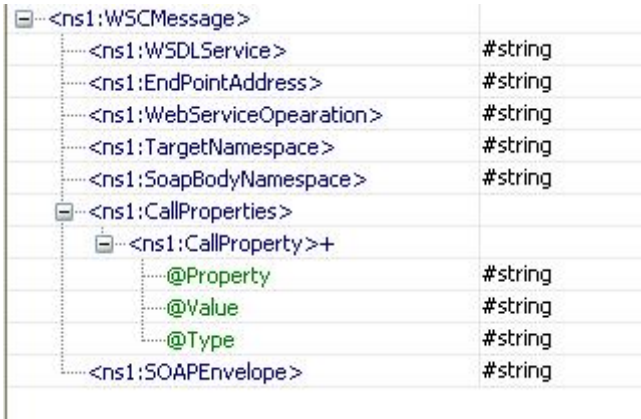 <ns1:WSCMessage>
<ns1:WSDLService> #string
<ns1:EndPointAddress> #string
<ns1:WebServiceOpearation> #string
<ns1:TargetNamespace> #string
<ns1:SoapBodyNamespace> #string
<ns1:CallProperties>
<ns1:CallProperty>+
@Property #string
@Value #string
@Type #string
<ns1:SOAPEnvelope> #string